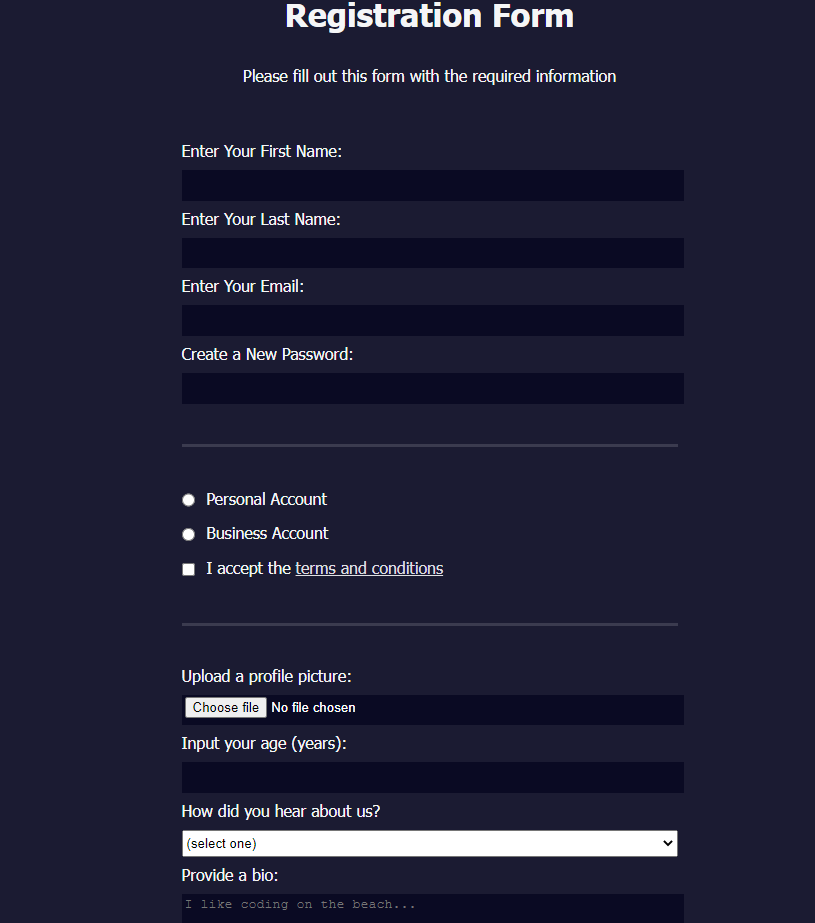 Registration Form
Please fill out this form with the required information
Enter Your First Name:
Enter Your Last Name:
Enter Your Email:
Create a New Password:
Personal Account
Business Account
I accept the terms and conditions
Upload a profile picture:
Choose file No file chosen
Input your age (years):
How did you hear about us?
(select one)
Provide a bio:
I like coding on the beach...